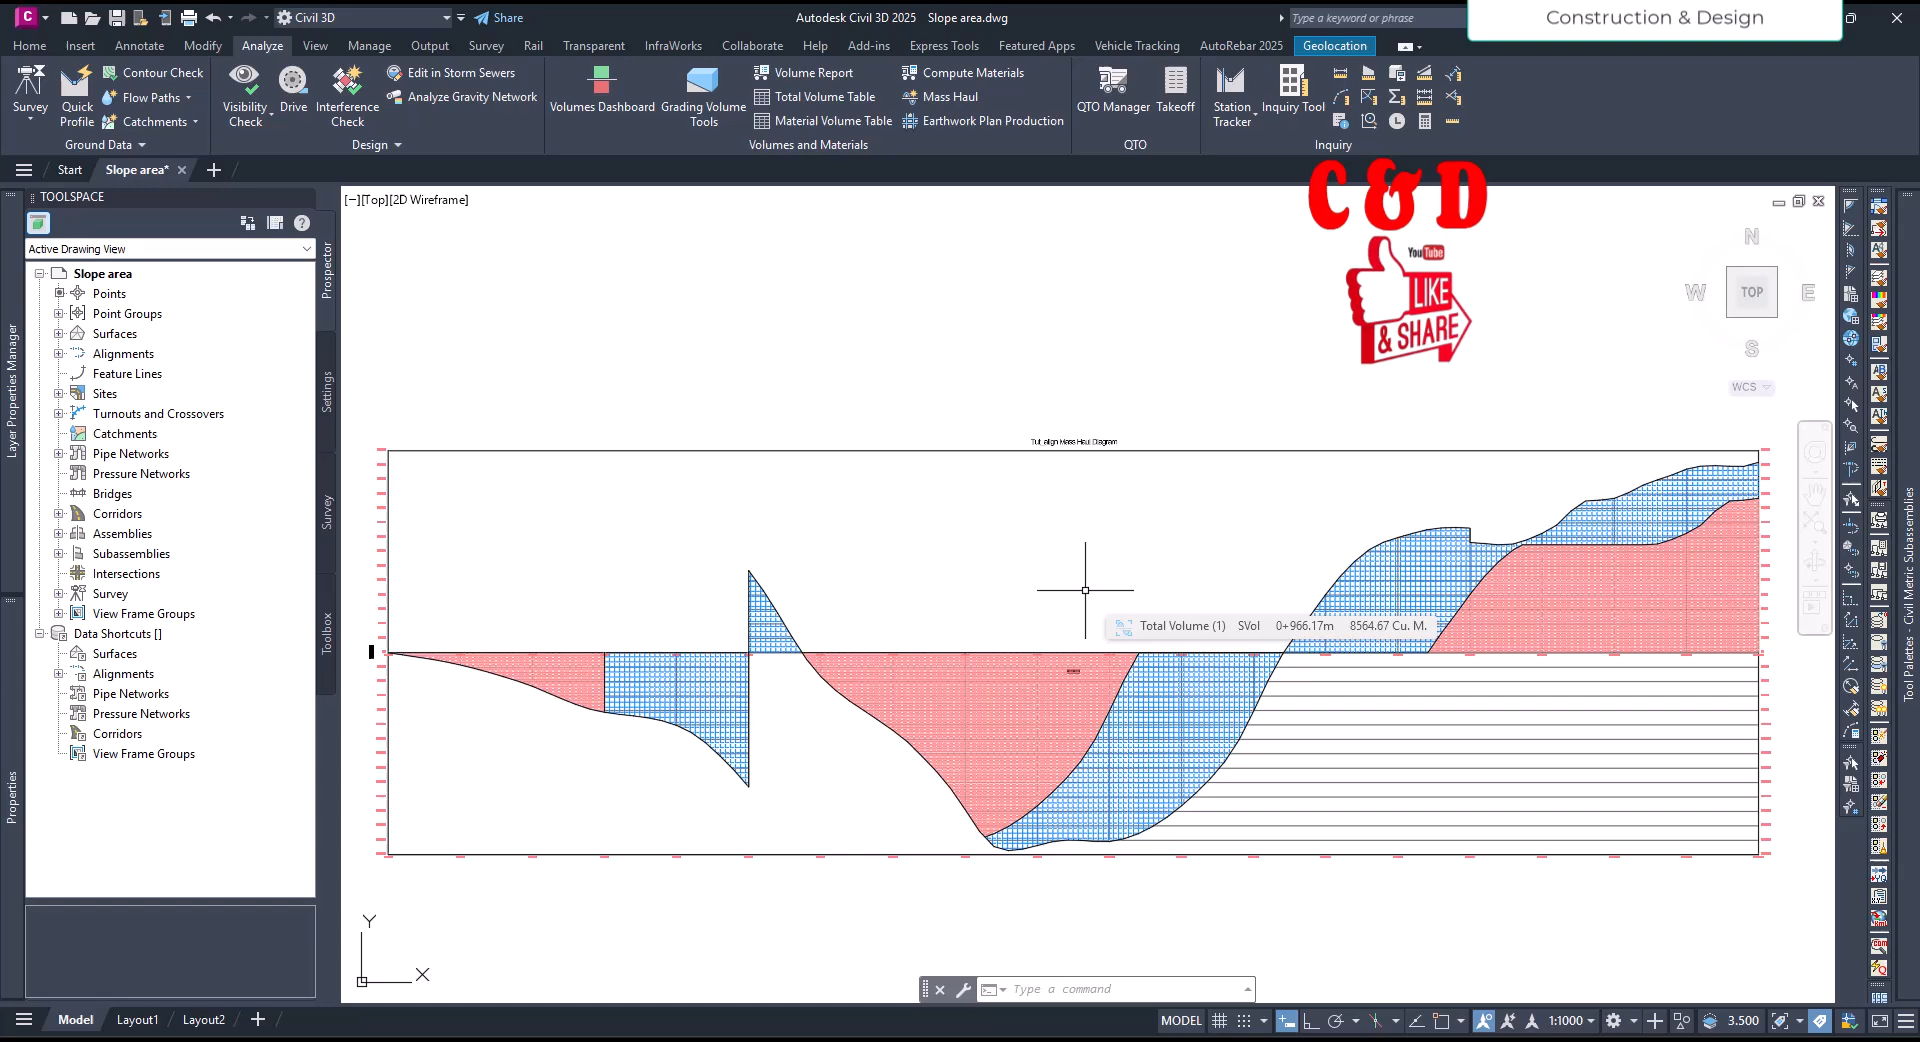 Civil 3D
Share
Autodesk Civil 3D 2025 Slope area.dwg
Type a keyword or phrase
Construction & Design
Home Insert Annotate Modify Analyze View Manage Output Survey Rail Transparent InfraWorks Collaborate Help Add-ins Express Tools Featured Apps Vehicle Tracking AutoRebar 2025 Geolocation
Survey
Quick Profile
Contour Check
Flow Paths
Catchments
Ground Data
Visibility Check
Drive
Interference Check
Edit in Storm Sewers
Analyze Gravity Network
Design
Volumes Dashboard
Grading Volume Tools
Volume Report
Total Volume Table
Material Volume Table
Compute Materials
Mass Haul
Earthwork Plan Production
Volumes and Materials
QTO Manager
Takeoff
QTO
Station Tracker
Inquiry Tool
Inquiry
Start
Slope area*
C & D
YouTube
LIKE
& SHARE
TOOLSPACE
Active Drawing View
Slope area
Points
Point Groups
Surfaces
Alignments
Feature Lines
Sites
Turnouts and Crossovers
Catchments
Pipe Networks
Pressure Networks
Bridges
Corridors
Assemblies
Subassemblies
Intersections
Survey
View Frame Groups
Data Shortcuts []
Surfaces
Alignments
Pipe Networks
Pressure Networks
Corridors
View Frame Groups
Layer Properties Manager
Properties
Prospector
Settings
Survey
Toolbox
[−][Top][2D Wireframe]
N
W TOP E
S
WCS
Tut_align Mass Haul Diagram
Total Volume (1) SVol 0+966.17m 8564.67 Cu. M.
Y
X
Type a command
Tool Palettes - Civil Metric Subassemblies
Model Layout1 Layout2
MODEL
1:1000
3.500